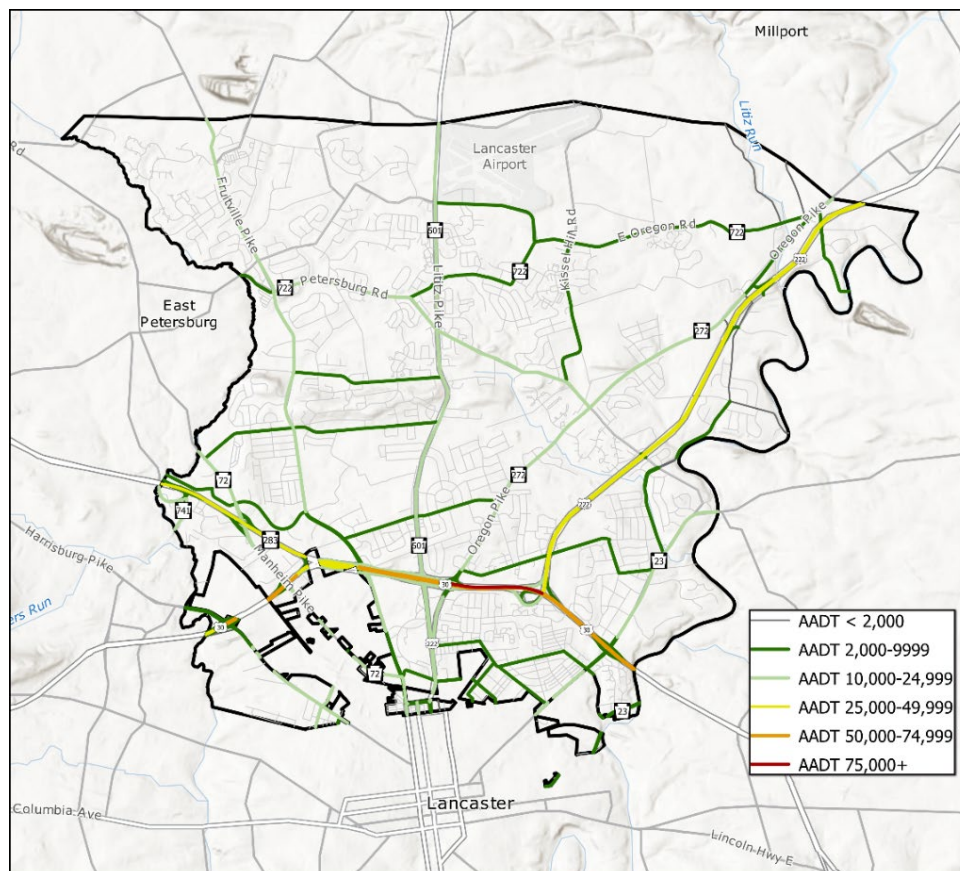 Millport
Rd
Lancaster
Airport
Lititz Run
Fruitville Pike
501
Lititz Pike
Kissel Hill Rd
E Oregon Rd
722
Oregon Pike
222
East
Petersburg
722
Petersburg Rd
722
272
72
272
Oregon Pike
741
283
Manheim Pike
Harrisburg Pike
501
222
23
30
30
30
222
72
23
Lancaster
Columbia Ave
Lincoln Hwy E
AADT < 2,000
AADT 2,000-9999
AADT 10,000-24,999
AADT 25,000-49,999
AADT 50,000-74,999
AADT 75,000+